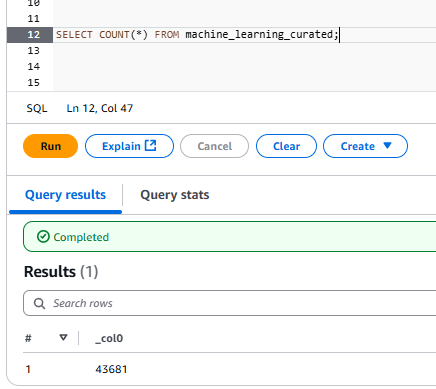 10
11
12 SELECT COUNT(*) FROM machine_learning_curated;
13
14
15
SQL Ln 12, Col 47
Run Explain Cancel Clear Create
Query results Query stats
Completed
Results (1)
Search rows
# _col0
1 43681